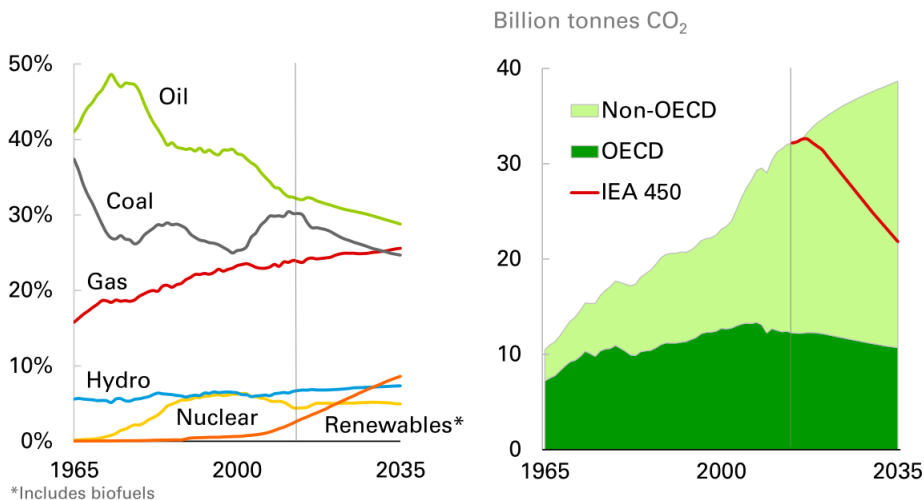 Billion tonnes CO₂
50%
40%
30%
20%
10%
0%
Oil
Coal
Gas
Hydro
Nuclear
Renewables*
1965
2000
2035
*Includes biofuels
40
30
20
10
0
Non-OECD
OECD
IEA 450
1965
2000
2035